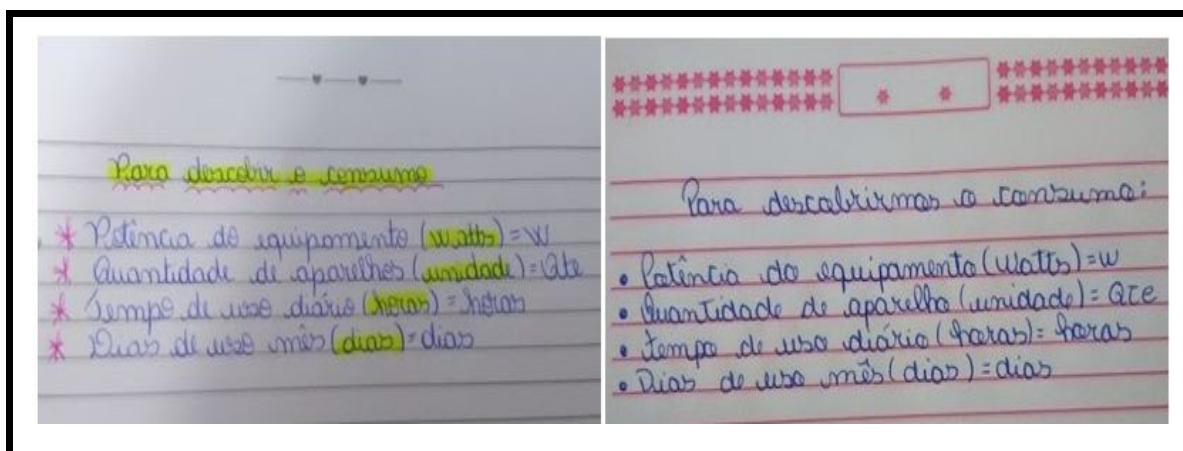 Para descobir o consumo
* Potência do equipamento (watts) = W
* Quantidade de aparelhos (unidade) = Qte
* Tempo de uso diário (horas) = horas
* Dias de uso mês (dias) = dias
Para descobrirmos o consumo:
• Potência do equipamento (Watts) = w
• Quantidade de aparelho (unidade) = Qte
• tempo de uso diário (horas) = horas
• Dias de uso mês (dias) = dias